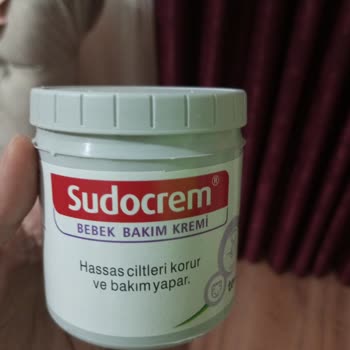 Sudocrem®
BEBEK BAKIM KREMİ
Hassas ciltleri korur
ve bakım yapar.